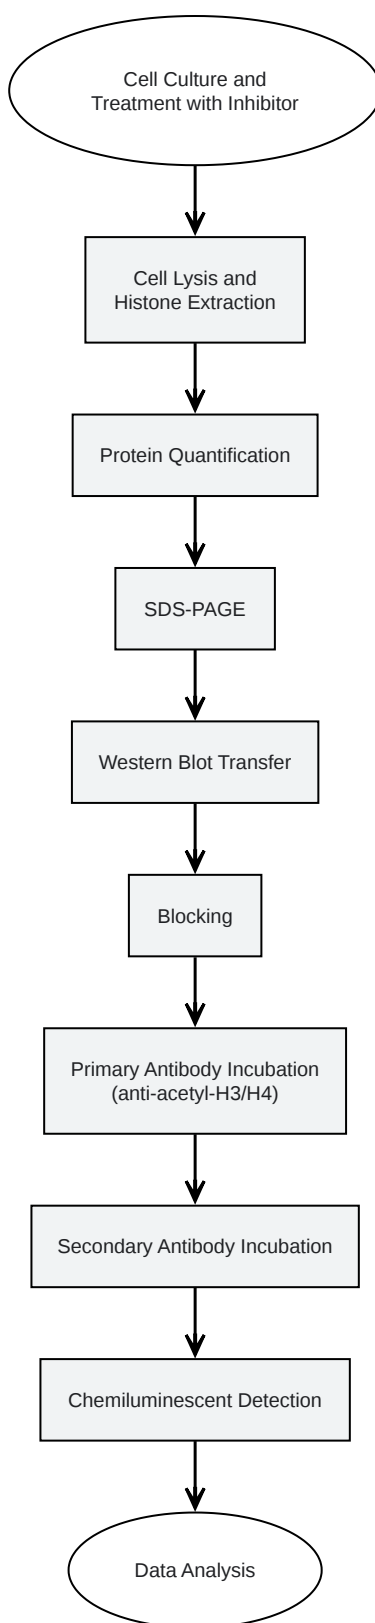 Cell Culture and
Treatment with Inhibitor
Cell Lysis and
Histone Extraction
Protein Quantification
SDS-PAGE
Western Blot Transfer
Blocking
Primary Antibody Incubation
(anti-acetyl-H3/H4)
Secondary Antibody Incubation
Chemiluminescent Detection
Data Analysis